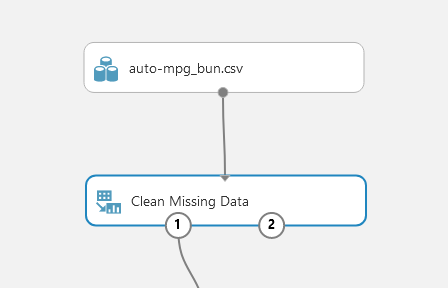 auto-mpg_bun.csv
Clean Missing Data
1
2